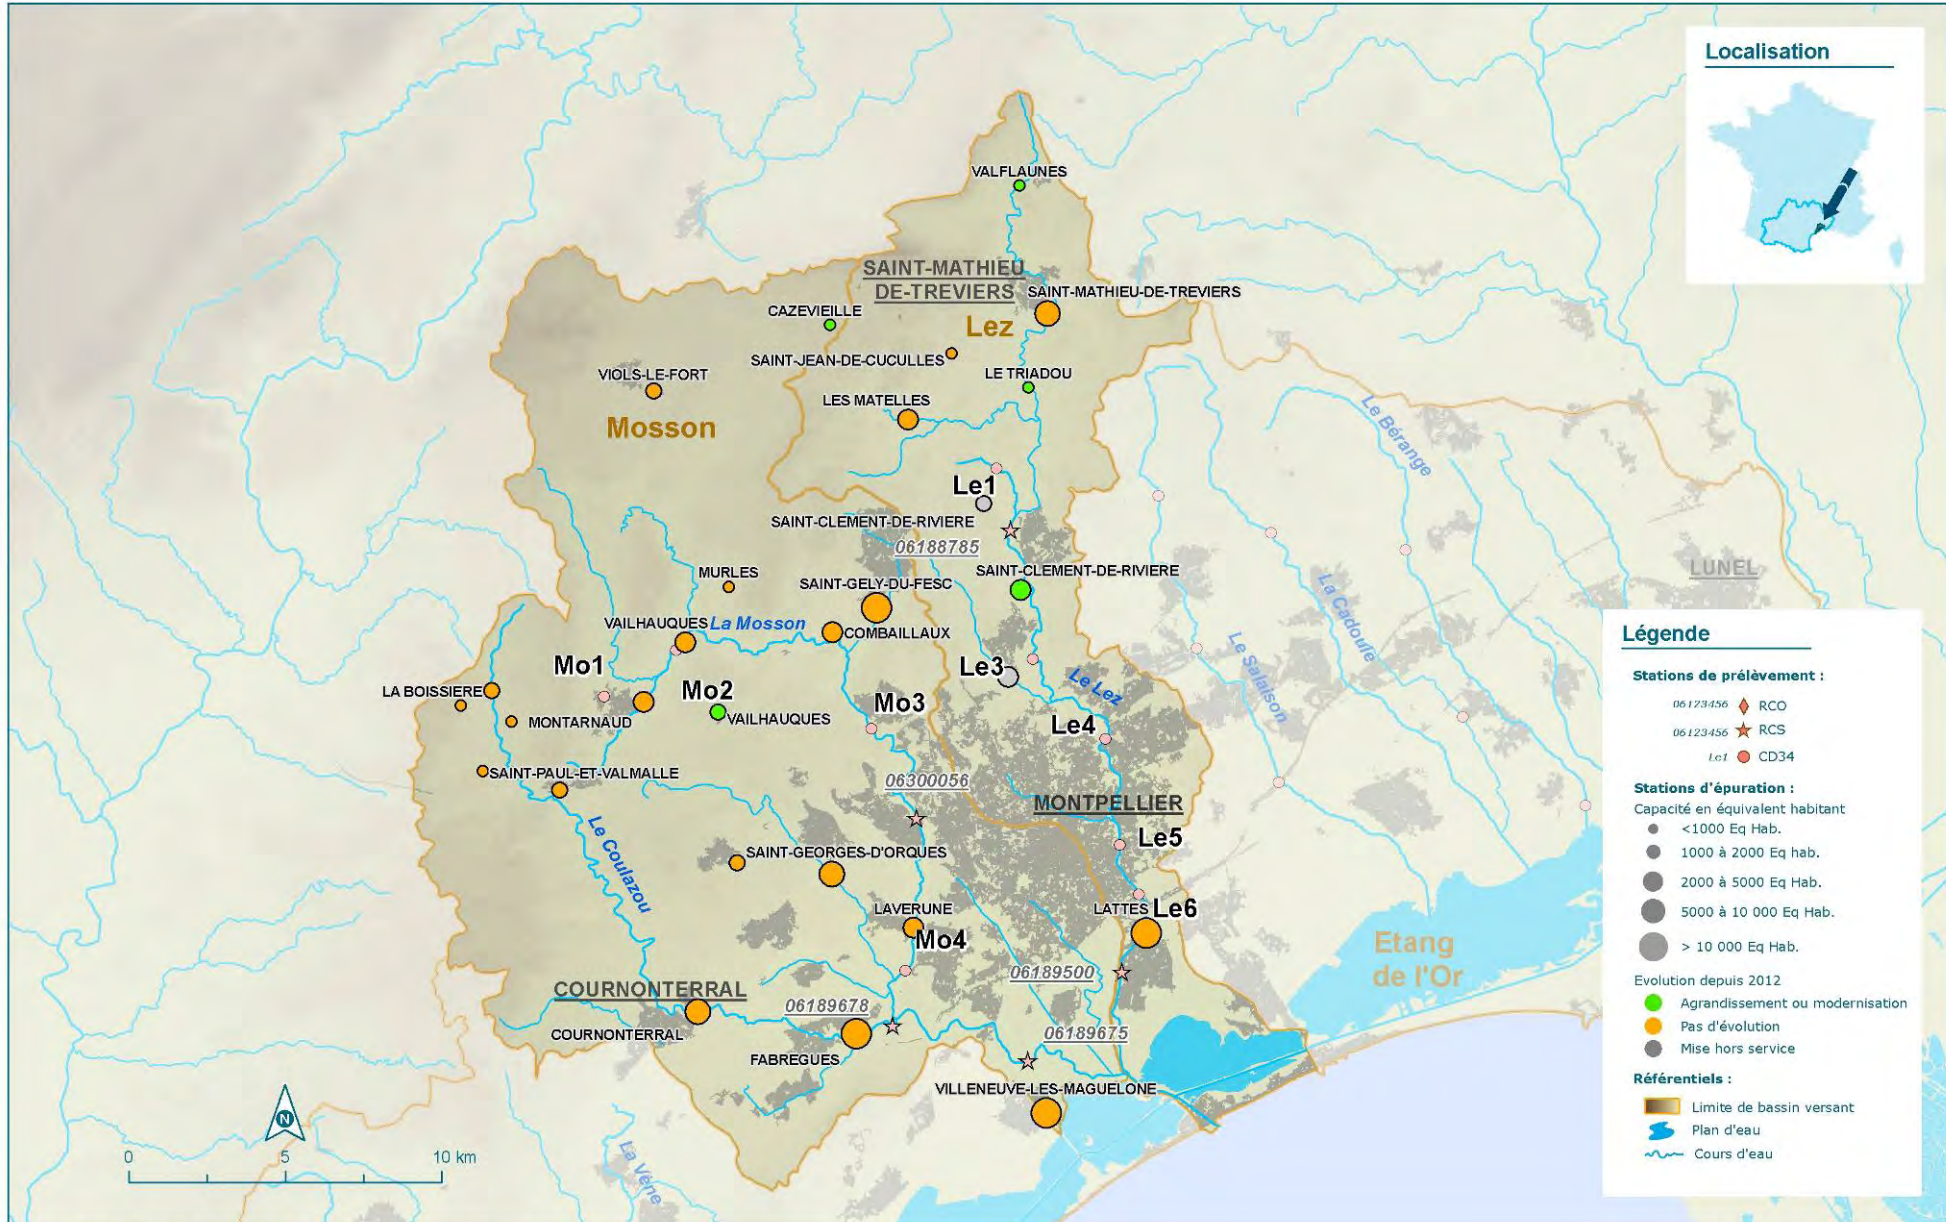 Localisation
VALFLAUNES
SAINT-MATHIEU
DE-TREVIERS
SAINT-MATHIEU-DE-TREVIERS
CAZEVIEILLE
Lez
SAINT-JEAN-DE-CUCULLES
VIOLS-LE-FORT
LE TRIADOU
LES MATELLES
Mosson
Le Bérange
Le1
SAINT-CLEMENT-DE-RIVIERE
06188785
LUNEL
MURLES
SAINT-GELY-DU-FESC
SAINT-CLEMENT-DE-RIVIERE
La Cadoule
VAILHAUQUES
La Mosson
COMBAILLAUX
Le Salaison
Mo1
Le3
LA BOISSIERE
Mo2
Le Lez
MONTARNAUD
VAILHAUQUES
Mo3
Le4
SAINT-PAUL-ET-VALMALLE
06300056
MONTPELLIER
Le Coulazou
Le5
SAINT-GEORGES-D'ORQUES
LAVERUNE
LATTES
Le6
Mo4
Etang
de l'Or
06189500
COURNONTERRAL
06189678
COURNONTERRAL
06189675
FABREGUES
VILLENEUVE-LES-MAGUELONE
La Vène
N
0 5 10 km
Légende
Stations de prélèvement :
06123456 RCO
06123456 RCS
Le1 CD34
Stations d'épuration :
Capacité en équivalent habitant
<1000 Eq Hab.
1000 à 2000 Eq hab.
2000 à 5000 Eq Hab.
5000 à 10 000 Eq Hab.
> 10 000 Eq Hab.
Evolution depuis 2012
Agrandissement ou modernisation
Pas d'évolution
Mise hors service
Référentiels :
Limite de bassin versant
Plan d'eau
Cours d'eau